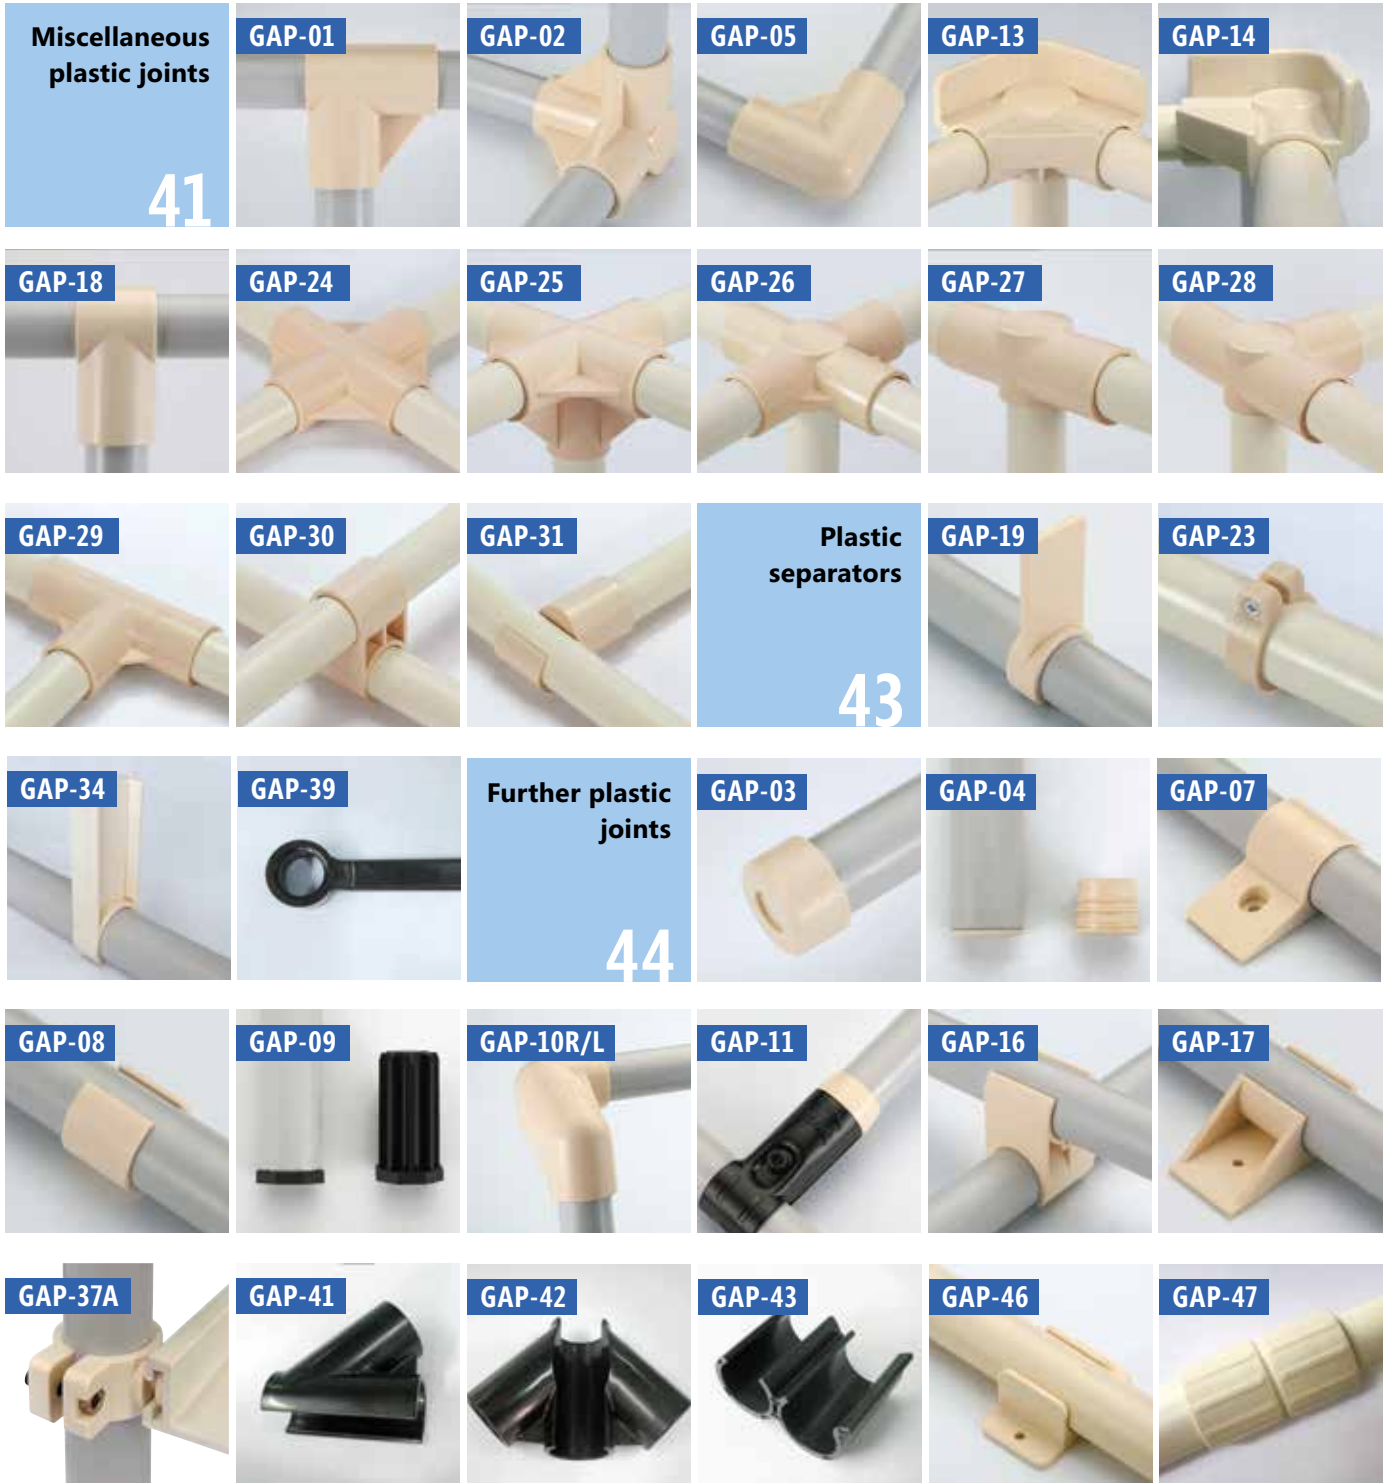 Miscellaneous
plastic joints
41
GAP-01
GAP-02
GAP-05
GAP-13
GAP-14
GAP-18
GAP-24
GAP-25
GAP-26
GAP-27
GAP-28
GAP-29
GAP-30
GAP-31
Plastic
separators
43
GAP-19
GAP-23
GAP-34
GAP-39
Further plastic
joints
44
GAP-03
GAP-04
GAP-07
GAP-08
GAP-09
GAP-10R/L
GAP-11
GAP-16
GAP-17
GAP-37A
GAP-41
GAP-42
GAP-43
GAP-46
GAP-47